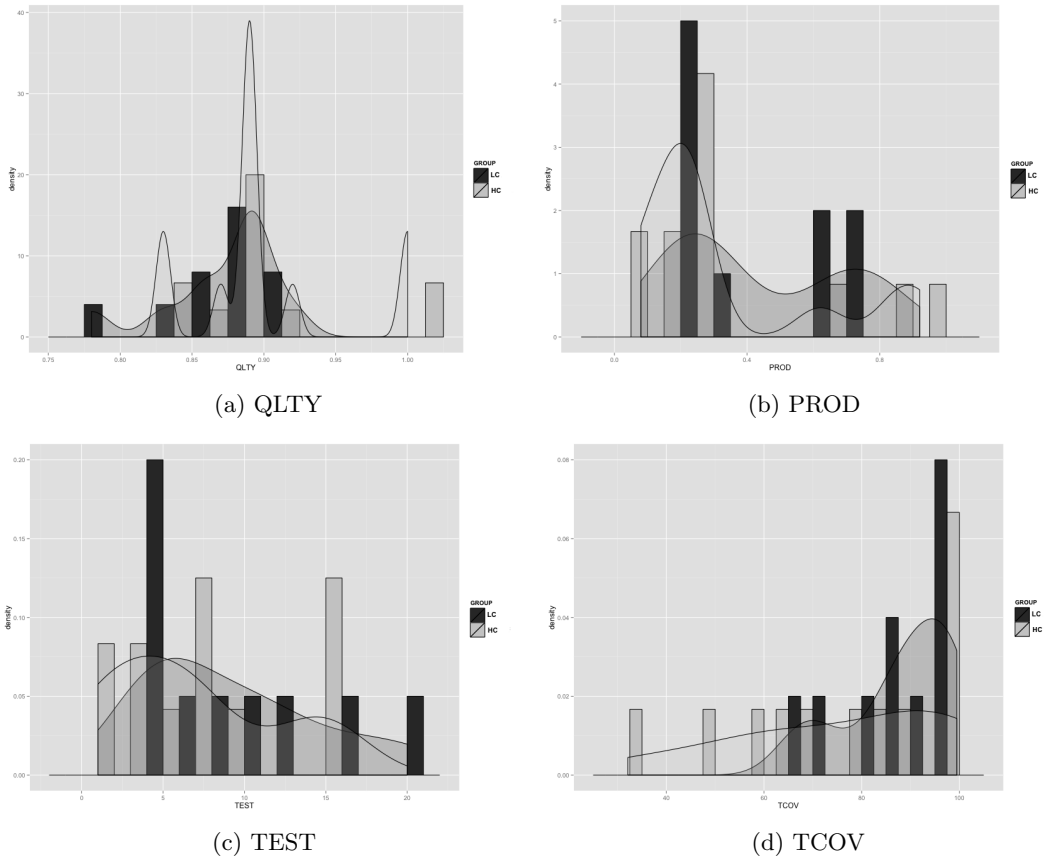 40
30
20
10
0
density
0.75 0.80 0.85 0.90 0.95 1.00
QLTY
GROUP
LC
HC
(a) QLTY
5
4
3
2
1
0
density
0.0 0.4 0.8
PROD
GROUP
LC
HC
(b) PROD
0.20
0.15
0.10
0.05
0.00
density
0 5 10 15 20
TEST
GROUP
LC
HC
(c) TEST
0.08
0.06
0.04
0.02
0.00
density
40 60 80 100
TCOV
GROUP
LC
HC
(d) TCOV